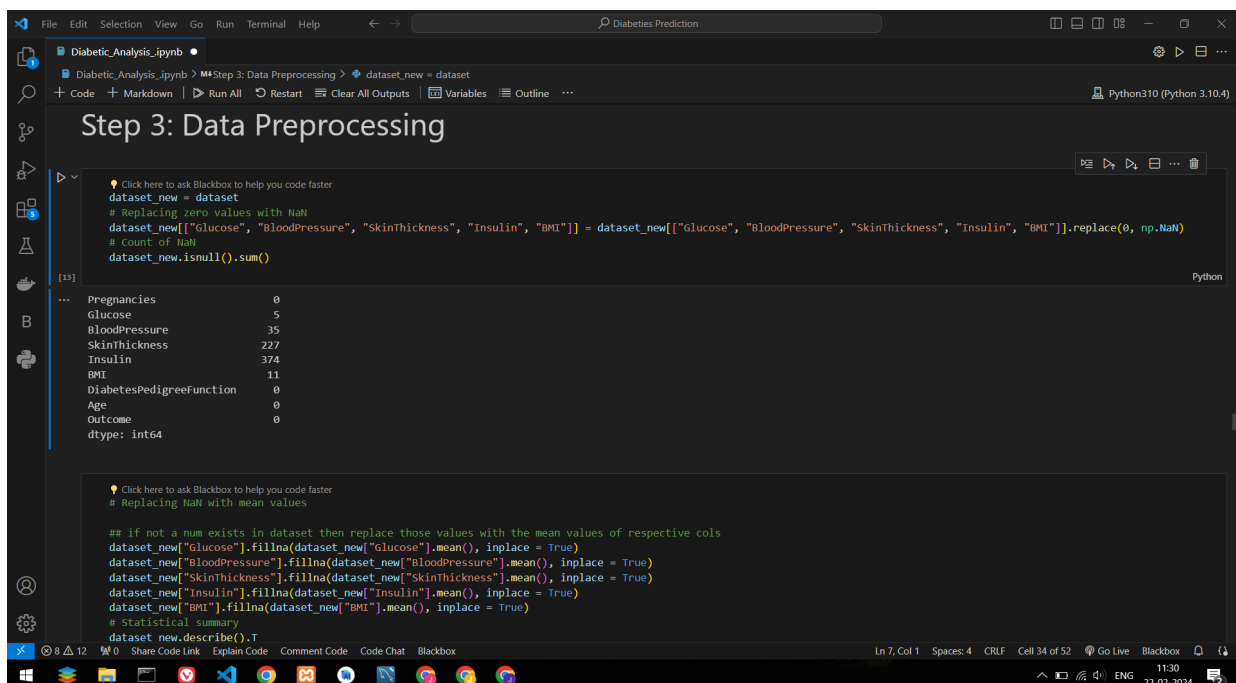 File Edit Selection View Go Run Terminal Help ← → Diabeties Prediction
Diabetic_Analysis_.ipynb ●
Diabetic_Analysis_.ipynb > M↓Step 3: Data Preprocessing > dataset_new = dataset
+ Code + Markdown | Run All Restart Clear All Outputs | Variables Outline ··· Python310 (Python 3.10.4)
Step 3: Data Preprocessing
Click here to ask Blackbox to help you code faster
dataset_new = dataset
# Replacing zero values with NaN
dataset_new[["Glucose", "BloodPressure", "SkinThickness", "Insulin", "BMI"]] = dataset_new[["Glucose", "BloodPressure", "SkinThickness", "Insulin", "BMI"]].replace(0, np.NaN)
# Count of NaN
dataset_new.isnull().sum()
[13] Python
··· Pregnancies 0
Glucose 5
BloodPressure 35
SkinThickness 227
Insulin 374
BMI 11
DiabetesPedigreeFunction 0
Age 0
Outcome 0
dtype: int64
Click here to ask Blackbox to help you code faster
# Replacing NaN with mean values
## if not a num exists in dataset then replace those values with the mean values of respective cols
dataset_new["Glucose"].fillna(dataset_new["Glucose"].mean(), inplace = True)
dataset_new["BloodPressure"].fillna(dataset_new["BloodPressure"].mean(), inplace = True)
dataset_new["SkinThickness"].fillna(dataset_new["SkinThickness"].mean(), inplace = True)
dataset_new["Insulin"].fillna(dataset_new["Insulin"].mean(), inplace = True)
dataset_new["BMI"].fillna(dataset_new["BMI"].mean(), inplace = True)
# Statistical summary
dataset_new.describe().T
8 12 0 Share Code Link Explain Code Comment Code Code Chat Blackbox Ln 7, Col 1 Spaces: 4 CRLF Cell 34 of 52 Go Live Blackbox
ENG 11:30
22-02-2024